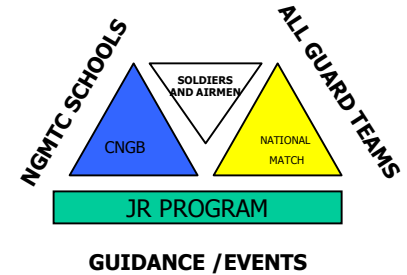 NGMTC SCHOOLS
ALL GUARD TEAMS
SOLDIERS
AND AIRMEN
CNGB
NATIONAL
MATCH
JR PROGRAM
GUIDANCE /EVENTS